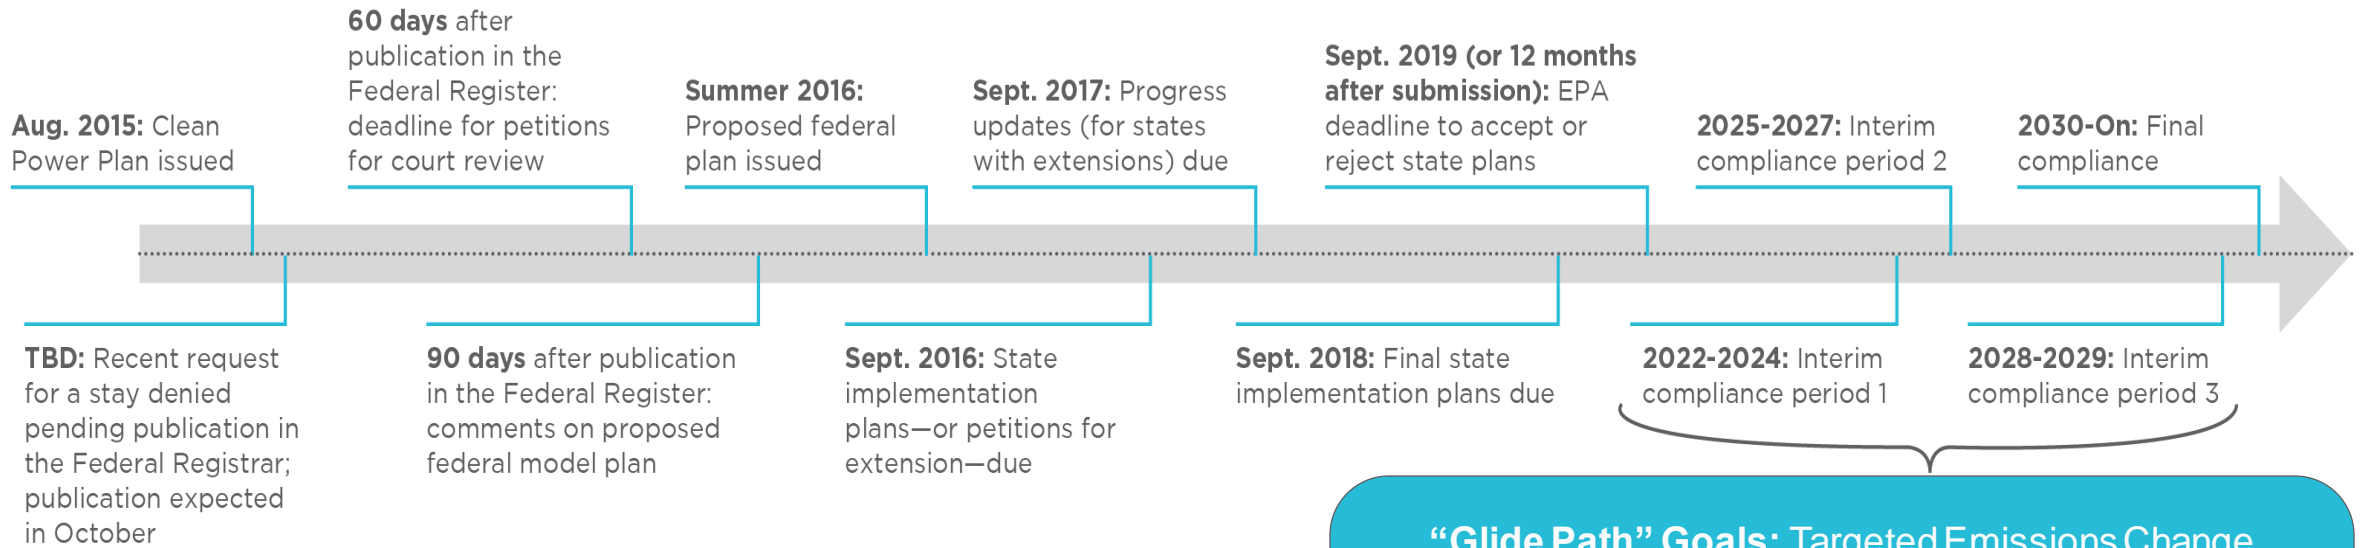 Aug. 2015: Clean
Power Plan issued
60 days after
publication in the
Federal Register:
deadline for petitions
for court review
Summer 2016:
Proposed federal
plan issued
Sept. 2017: Progress
updates (for states
with extensions) due
Sept. 2019 (or 12 months
after submission): EPA
deadline to accept or
reject state plans
2025-2027: Interim
compliance period 2
2030-On: Final
compliance
TBD: Recent request
for a stay denied
pending publication in
the Federal Registrar;
publication expected
in October
90 days after publication
in the Federal Register:
comments on proposed
federal model plan
Sept. 2016: State
implementation
plans—or petitions for
extension—due
Sept. 2018: Final state
implementation plans due
2022-2024: Interim
compliance period 1
2028-2029: Interim
compliance period 3
“Glide Path” Goals: Targeted Emissions Change